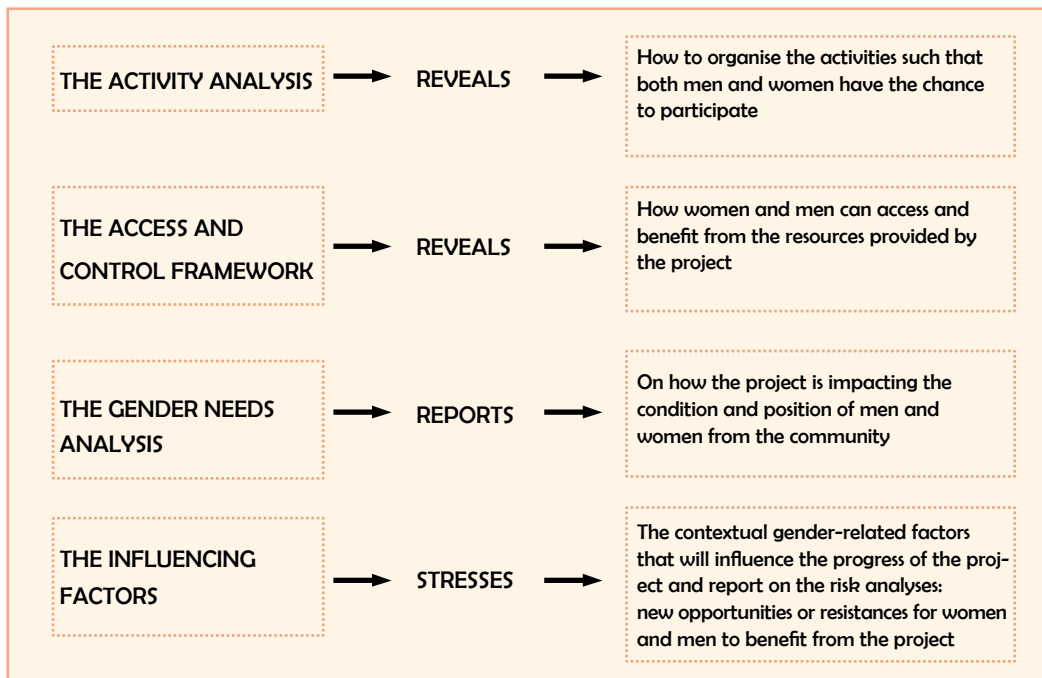 THE ACTIVITY ANALYSIS
REVEALS
How to organise the activities such that
both men and women have the chance
to participate
THE ACCESS AND
CONTROL FRAMEWORK
REVEALS
How women and men can access and
benefit from the resources provided by
the project
THE GENDER NEEDS
ANALYSIS
REPORTS
On how the project is impacting the
condition and position of men and
women from the community
THE INFLUENCING
FACTORS
STRESSES
The contextual gender-related factors
that will influence the progress of the proj-
ect and report on the risk analyses:
new opportunities or resistances for women
and men to benefit from the project